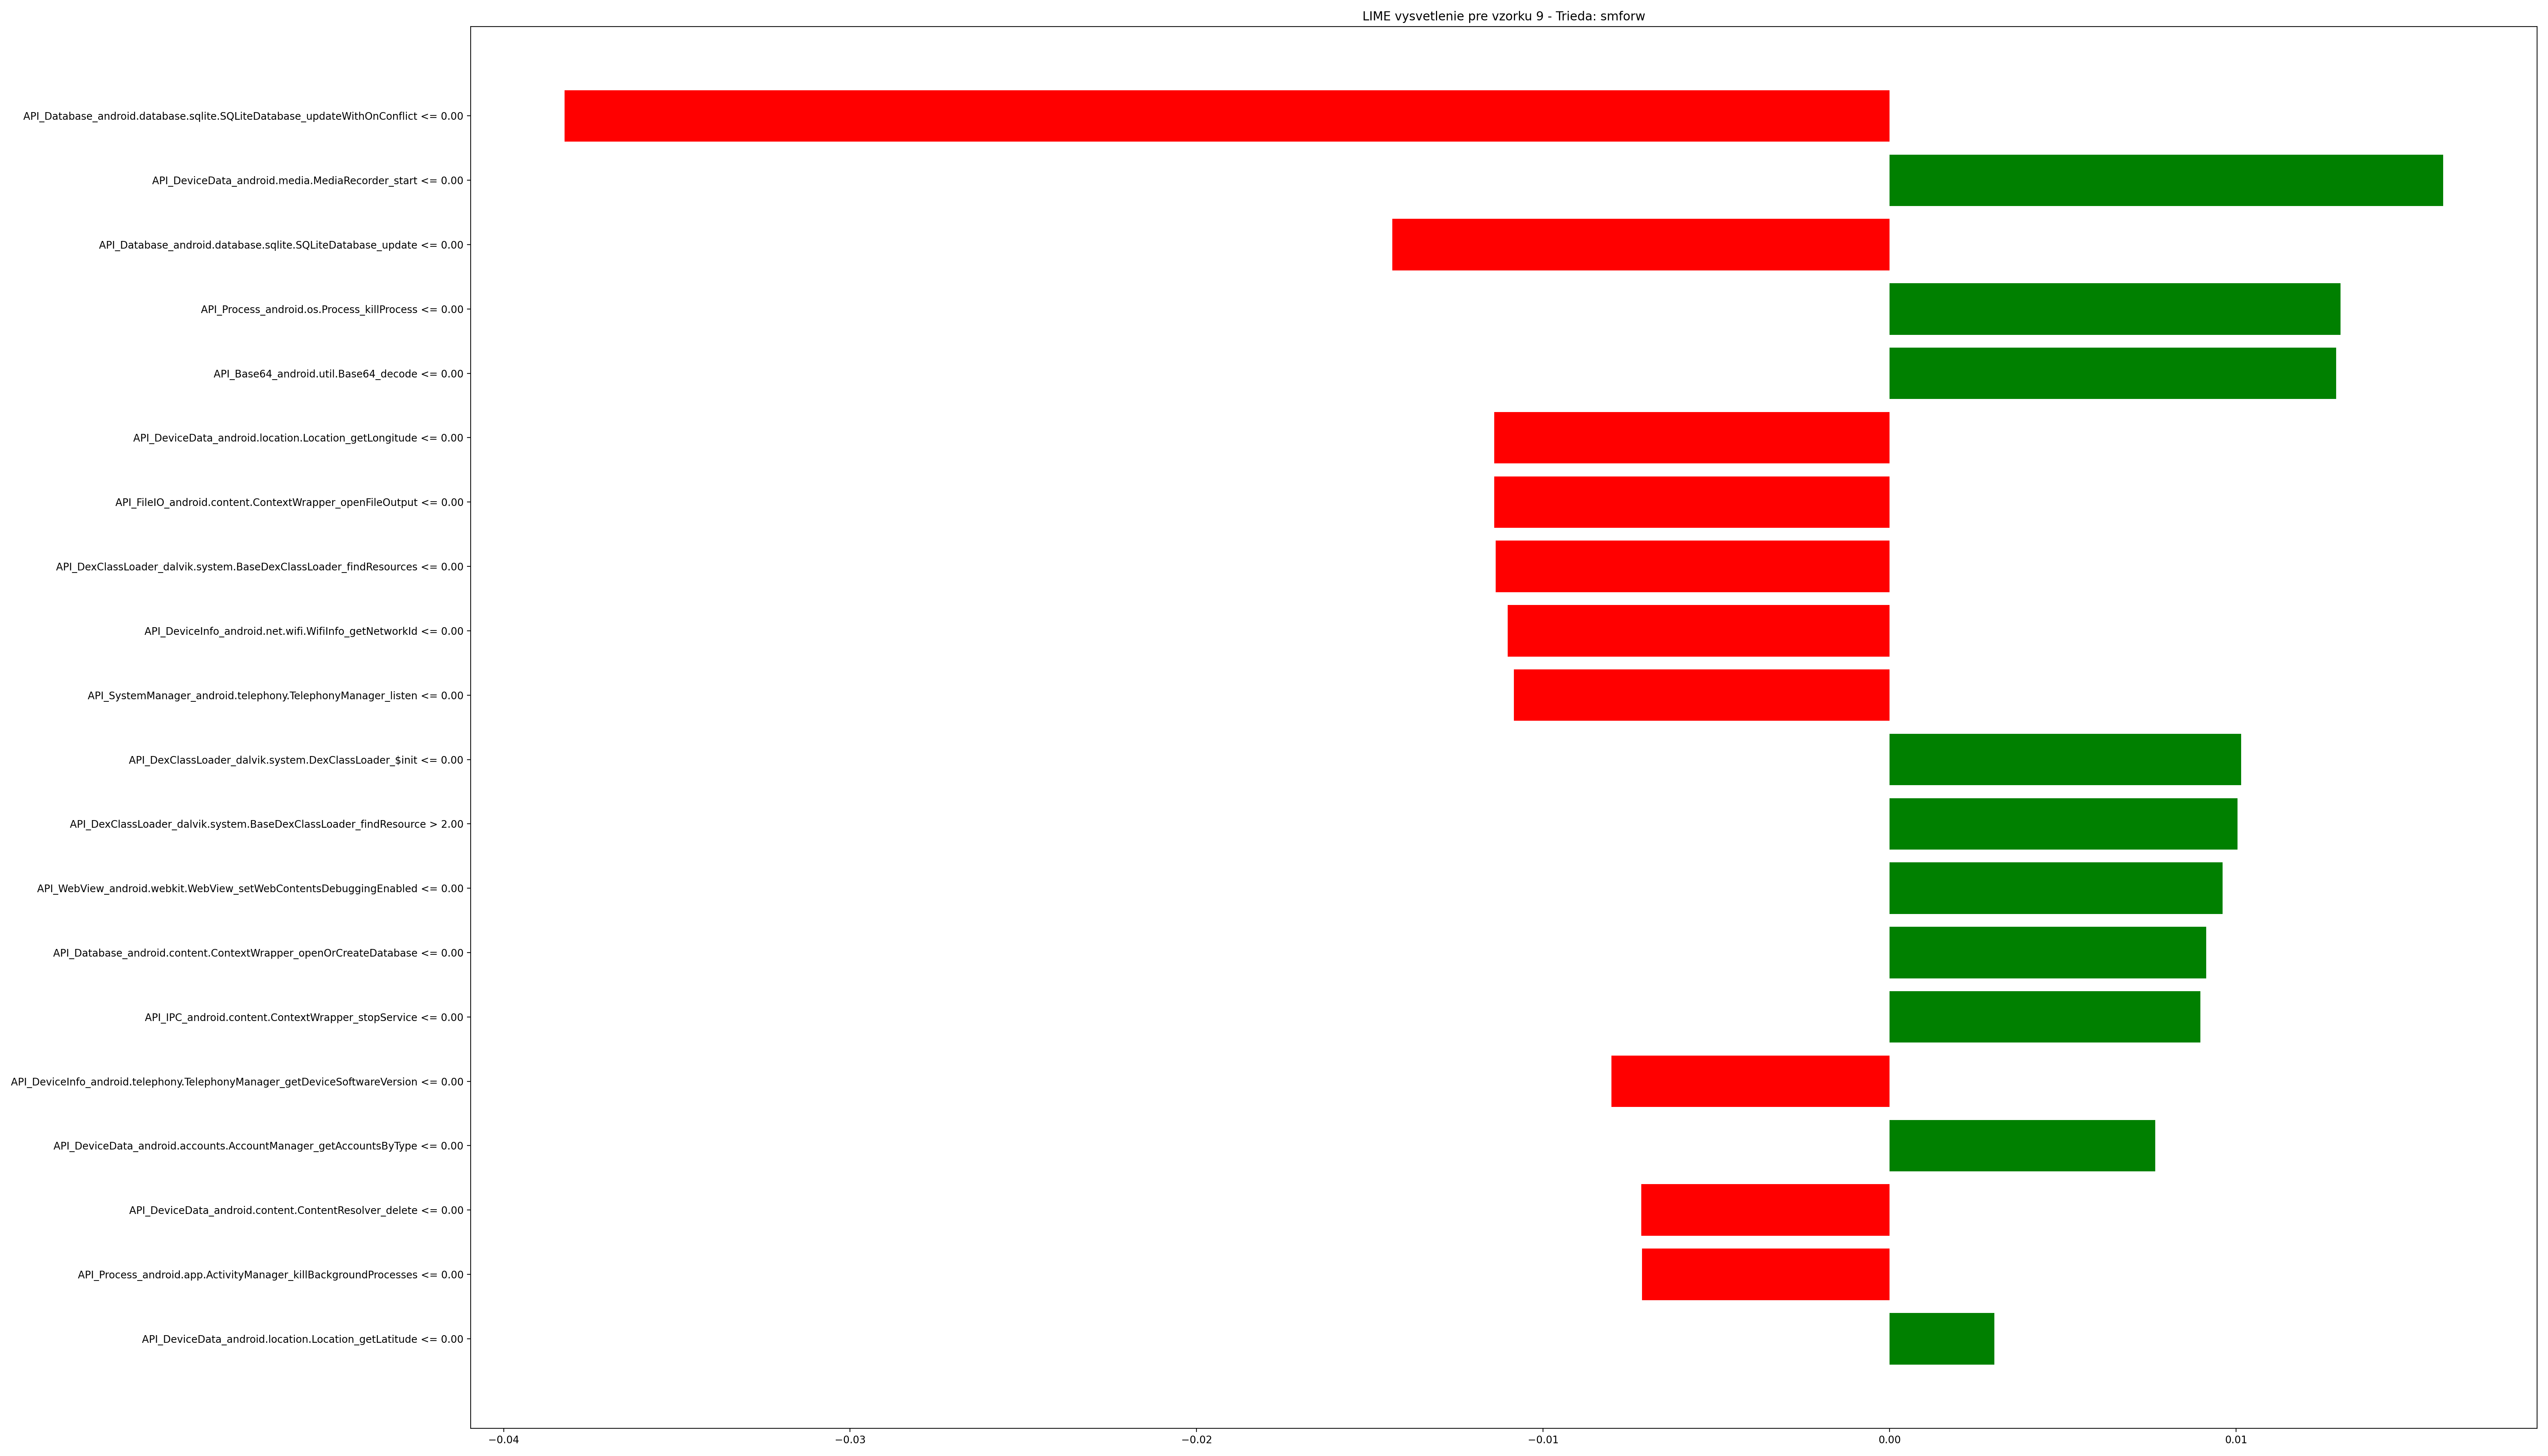 LIME vysvetlenie pre vzorku 9 - Trieda: smforw
API_Database_android.database.sqlite.SQLiteDatabase_updateWithOnConflict <= 0.00
API_DeviceData_android.media.MediaRecorder_start <= 0.00
API_Database_android.database.sqlite.SQLiteDatabase_update <= 0.00
API_Process_android.os.Process_killProcess <= 0.00
API_Base64_android.util.Base64_decode <= 0.00
API_DeviceData_android.location.Location_getLongitude <= 0.00
API_FileIO_android.content.ContextWrapper_openFileOutput <= 0.00
API_DexClassLoader_dalvik.system.BaseDexClassLoader_findResources <= 0.00
API_DeviceInfo_android.net.wifi.WifiInfo_getNetworkId <= 0.00
API_SystemManager_android.telephony.TelephonyManager_listen <= 0.00
API_DexClassLoader_dalvik.system.DexClassLoader_$init <= 0.00
API_DexClassLoader_dalvik.system.BaseDexClassLoader_findResource > 2.00
API_WebView_android.webkit.WebView_setWebContentsDebuggingEnabled <= 0.00
API_Database_android.content.ContextWrapper_openOrCreateDatabase <= 0.00
API_IPC_android.content.ContextWrapper_stopService <= 0.00
API_DeviceInfo_android.telephony.TelephonyManager_getDeviceSoftwareVersion <= 0.00
API_DeviceData_android.accounts.AccountManager_getAccountsByType <= 0.00
API_DeviceData_android.content.ContentResolver_delete <= 0.00
API_Process_android.app.ActivityManager_killBackgroundProcesses <= 0.00
API_DeviceData_android.location.Location_getLatitude <= 0.00
−0.04 −0.03 −0.02 −0.01 0.00 0.01